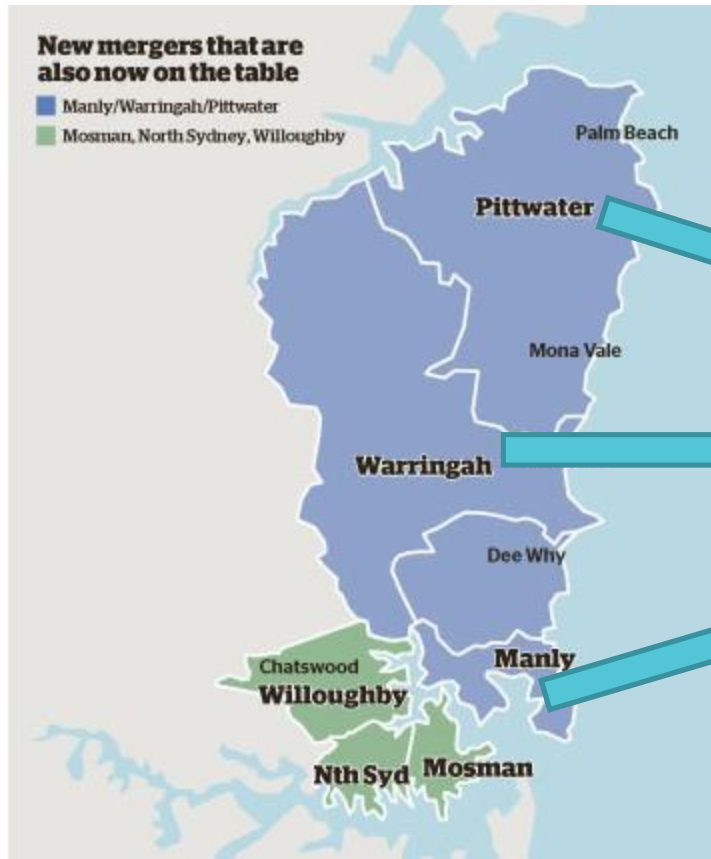 New mergers that are
also now on the table
Manly/Warringah/Pittwater
Mosman, North Sydney, Willoughby
Palm Beach
Pittwater
Mona Vale
Warringah
Dee Why
Manly
Chatswood
Willoughby
Nth Syd
Mosman